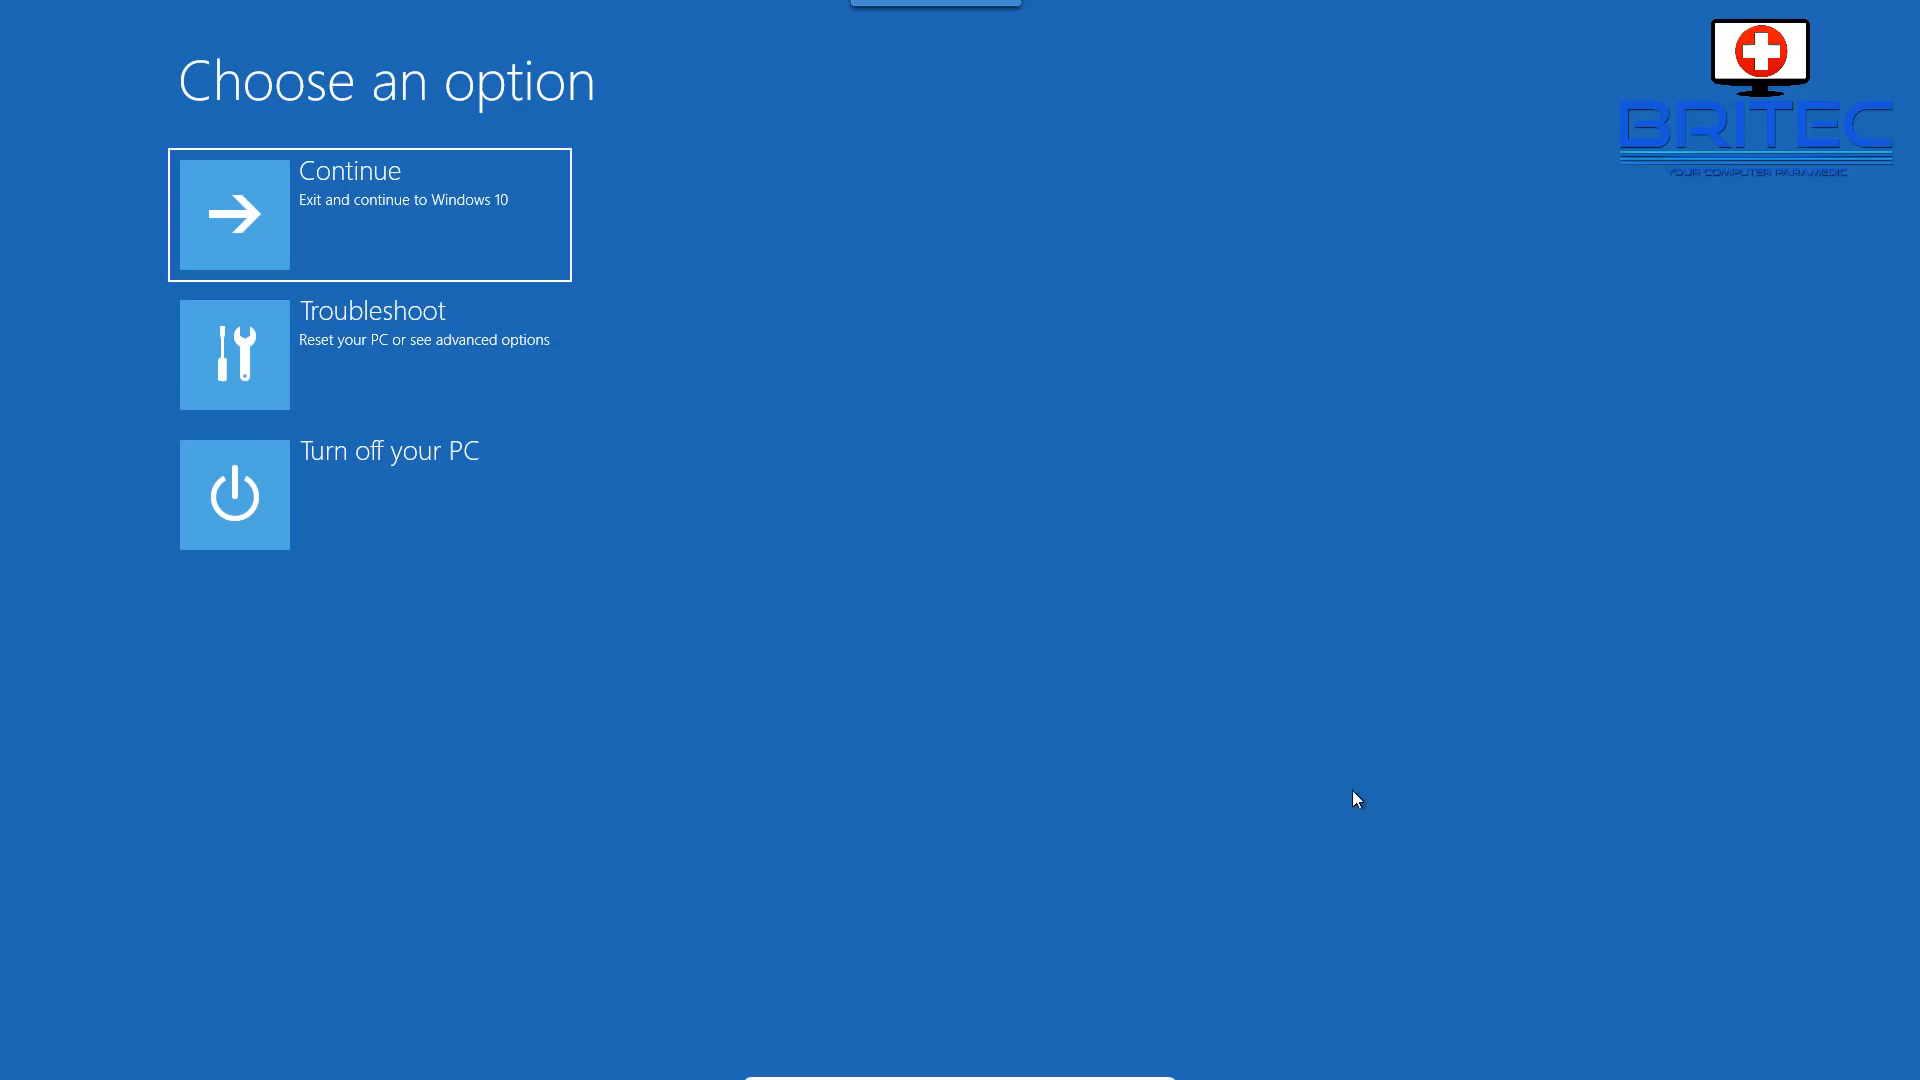 Choose an option
Continue
Exit and continue to Windows 10
Troubleshoot
Reset your PC or see advanced options
Turn off your PC
BRITEC
YOUR COMPUTER PARAMEDIC